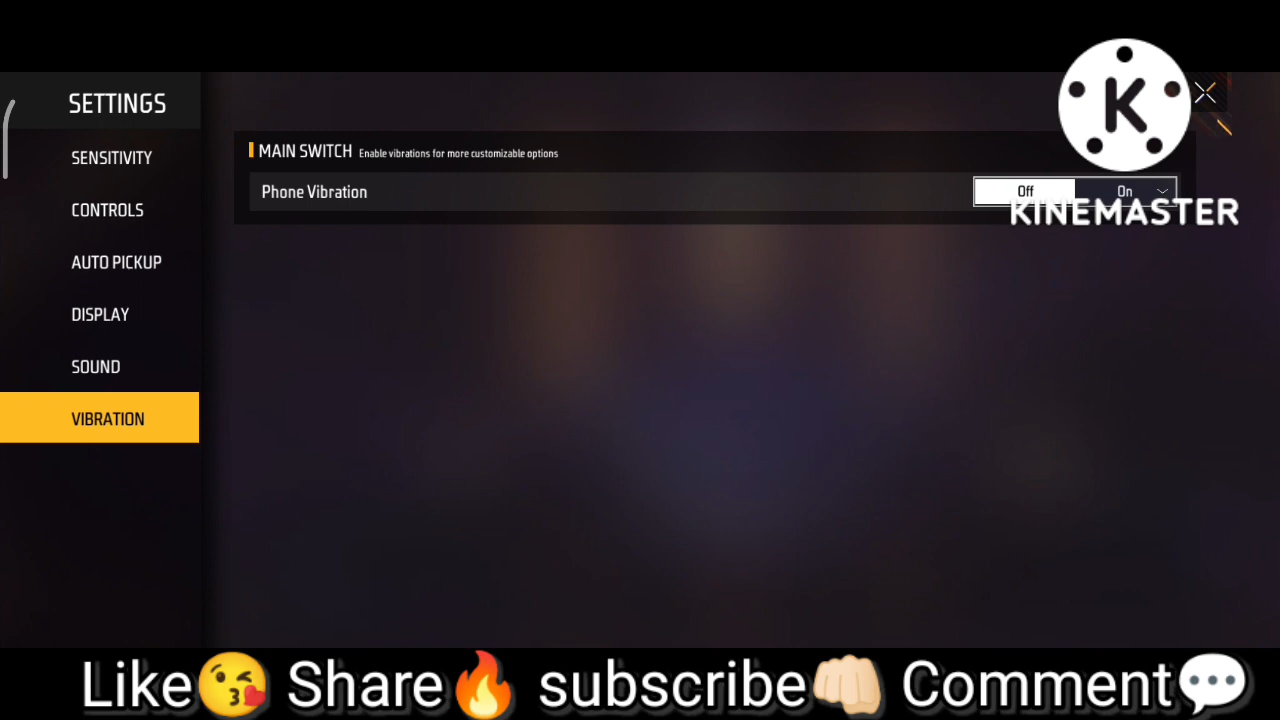 SETTINGS
SENSITIVITY
CONTROLS
AUTO PICKUP
DISPLAY
SOUND
VIBRATION
MAIN SWITCH Enable vibrations for more customizable options
Phone Vibration Off On
K
KINEMASTER
Like😘 Share🔥 subscribe👊🏻 Comment💬